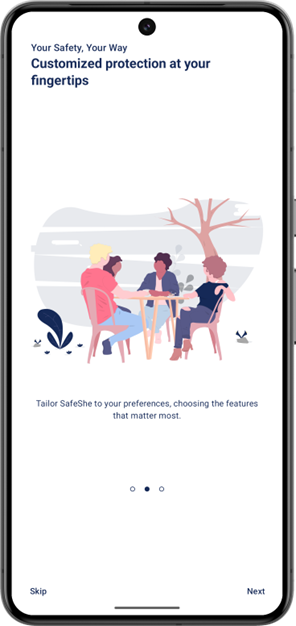 Your Safety, Your Way
Customized protection at your
fingertips
Tailor SafeShe to your preferences, choosing the features
that matter most.
Skip
Next